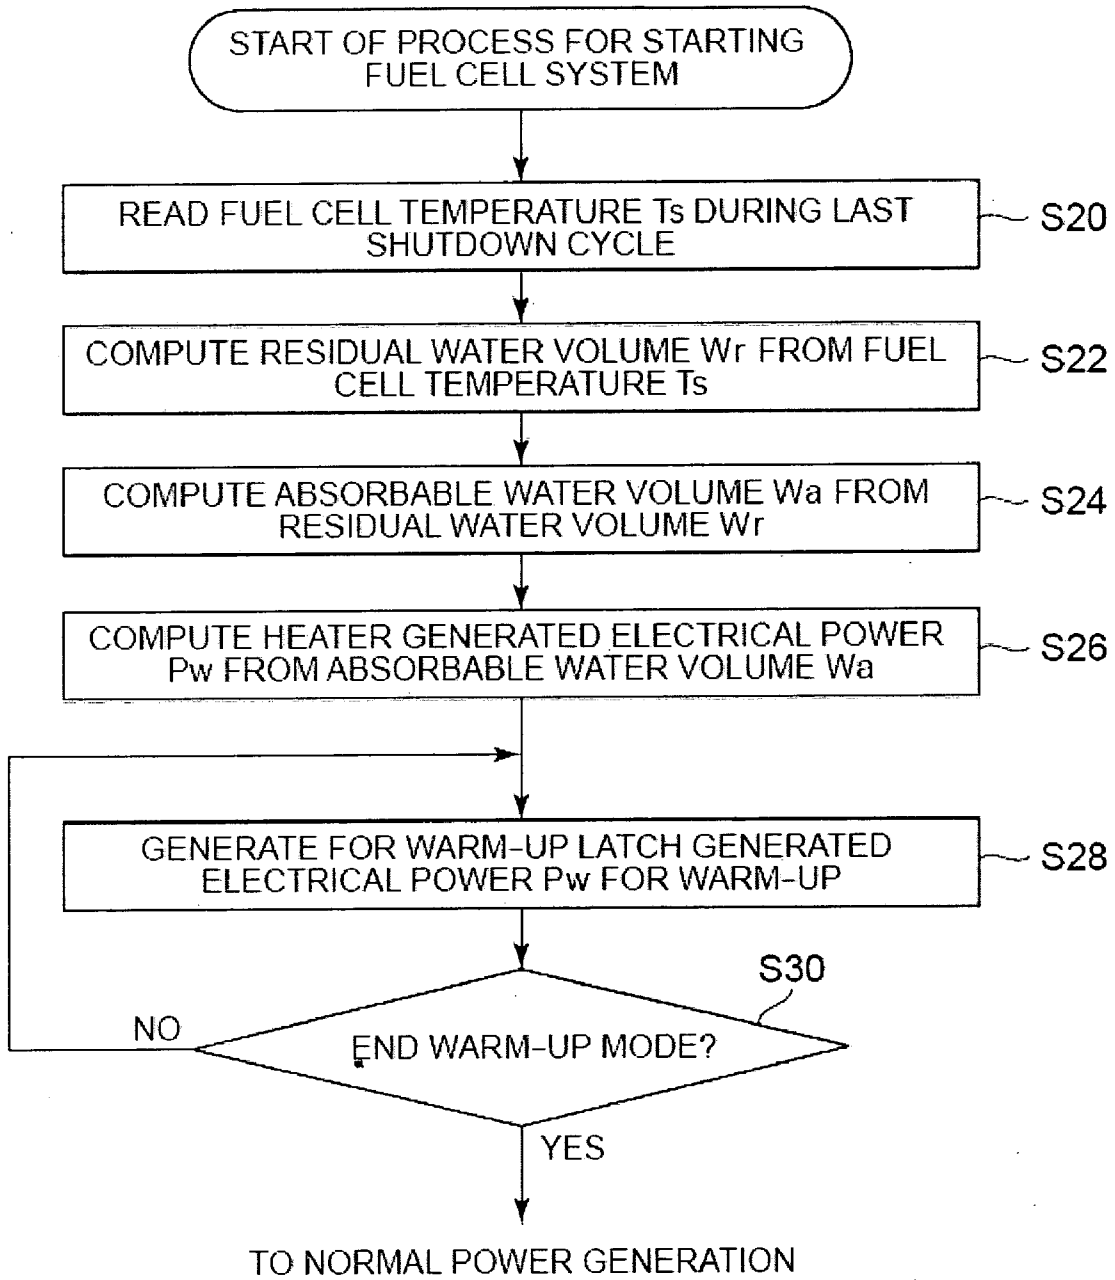 START OF PROCESS FOR STARTING
FUEL CELL SYSTEM
READ FUEL CELL TEMPERATURE Ts DURING LAST
SHUTDOWN CYCLE
S20
COMPUTE RESIDUAL WATER VOLUME Wr FROM FUEL
CELL TEMPERATURE Ts
S22
COMPUTE ABSORBABLE WATER VOLUME Wa FROM
RESIDUAL WATER VOLUME Wr
S24
COMPUTE HEATER GENERATED ELECTRICAL POWER
Pw FROM ABSORBABLE WATER VOLUME Wa
S26
GENERATE FOR WARM-UP LATCH GENERATED
ELECTRICAL POWER Pw FOR WARM-UP
S28
S30
NO
END WARM-UP MODE?
YES
TO NORMAL POWER GENERATION